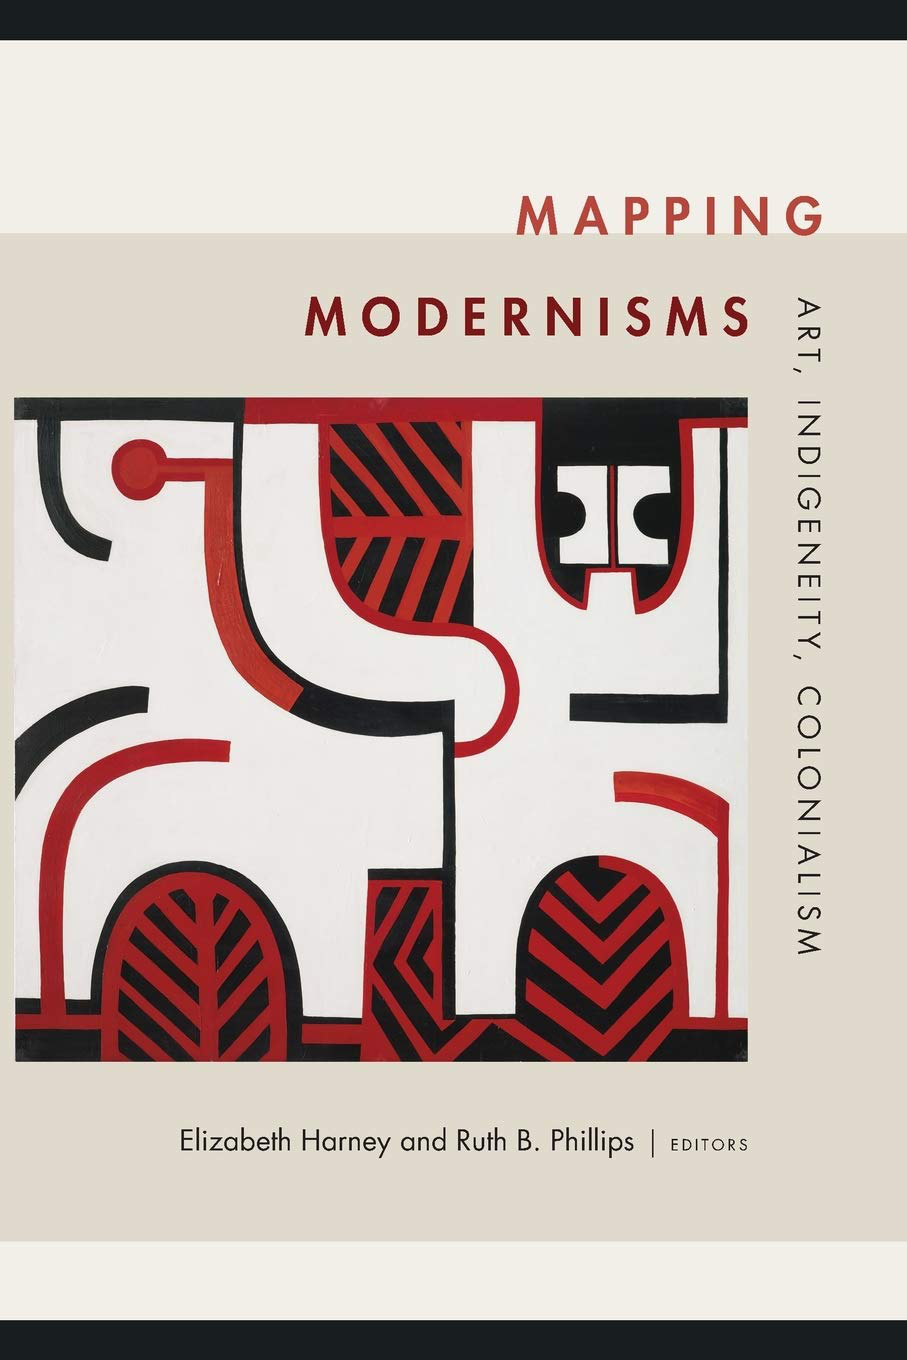 MAPPING
MODERNISMS
ART, INDIGENEITY, COLONIALISM
Elizabeth Harney and Ruth B. Phillips | EDITORS